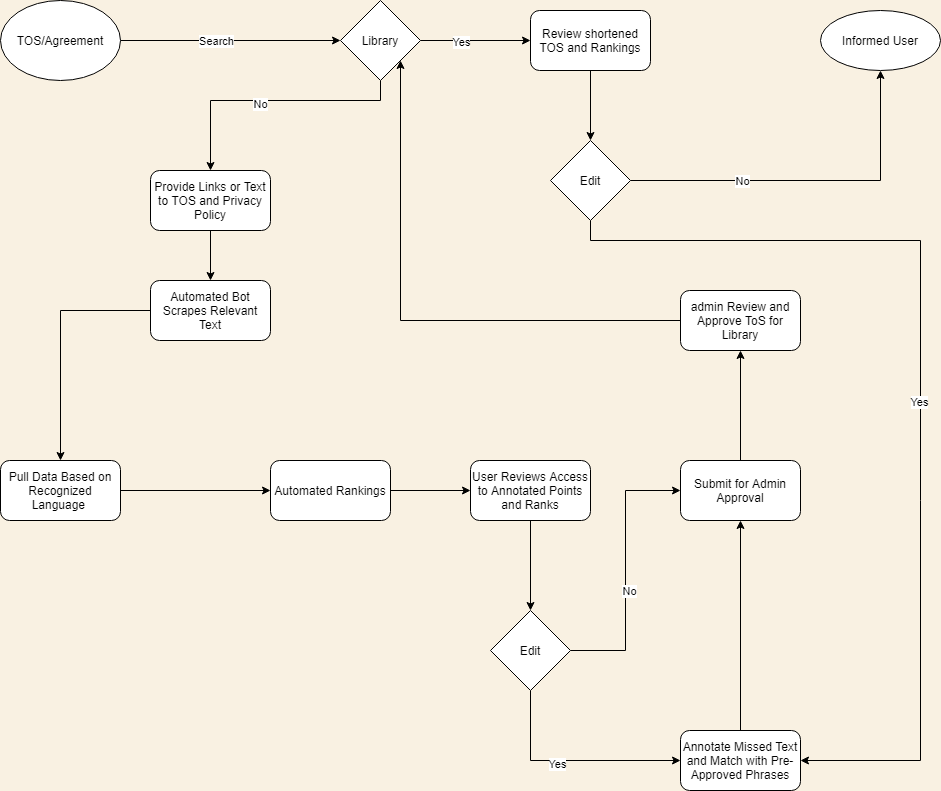 TOS/Agreement
Search
Library
Yes
Review shortened
TOS and Rankings
Informed User
No
Edit
No
Provide Links or Text
to TOS and Privacy
Policy
Automated Bot
Scrapes Relevant
Text
admin Review and
Approve ToS for
Library
Yes
Pull Data Based on
Recognized
Language
Automated Rankings
User Reviews Access
to Annotated Points
and Ranks
Submit for Admin
Approval
No
Edit
Yes
Annotate Missed Text
and Match with Pre-
Approved Phrases